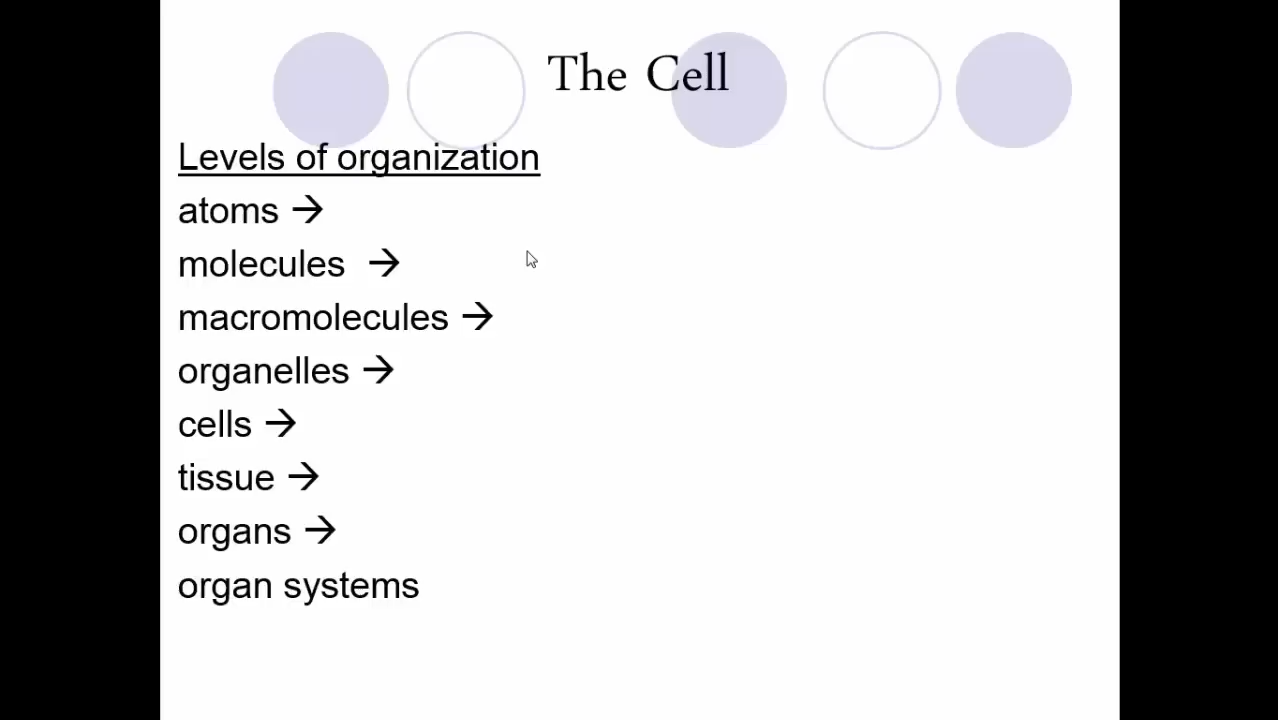 The Cell
Levels of organization
atoms →
molecules →
macromolecules →
organelles →
cells →
tissue →
organs →
organ systems